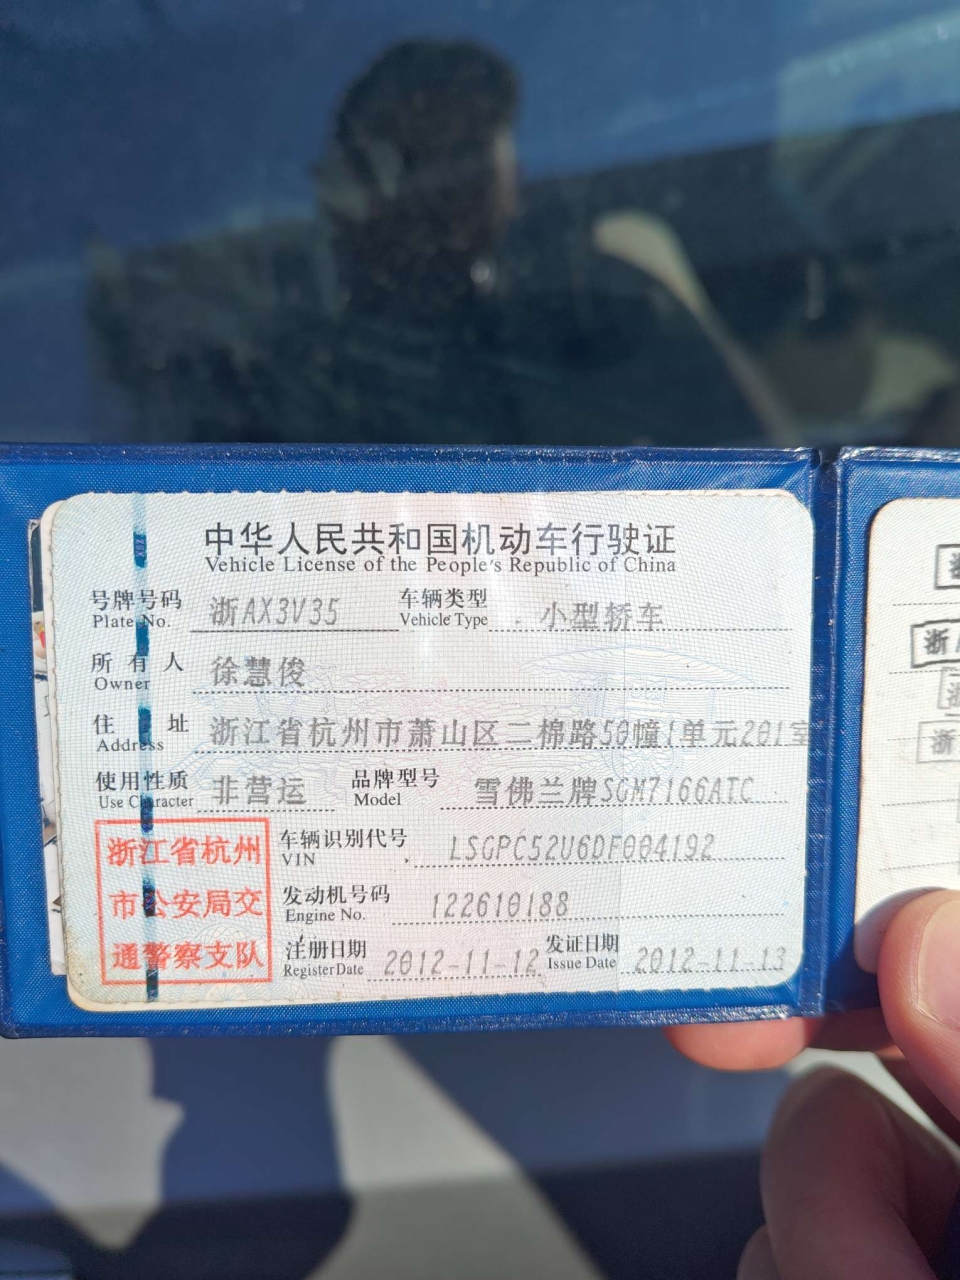 中华人民共和国机动车行驶证
Vehicle License of the People's Republic of China
号牌号码 浙AX3V35 车辆类型 小型轿车
Plate No. Vehicle Type
所有人 徐慧俊
Owner
住址 浙江省杭州市萧山区二棉路50幢1单元201室
Address
使用性质 非营运 品牌型号 雪佛兰牌SGM7166ATC
Use Character Model
浙江省杭州
市公安局交
通警察支队
车辆识别代号 LSGPC52U6DF004192
VIN
发动机号码 122610188
Engine No.
注册日期 2012-11-12 发证日期 2012-11-13
Register Date Issue Date
浙
浙